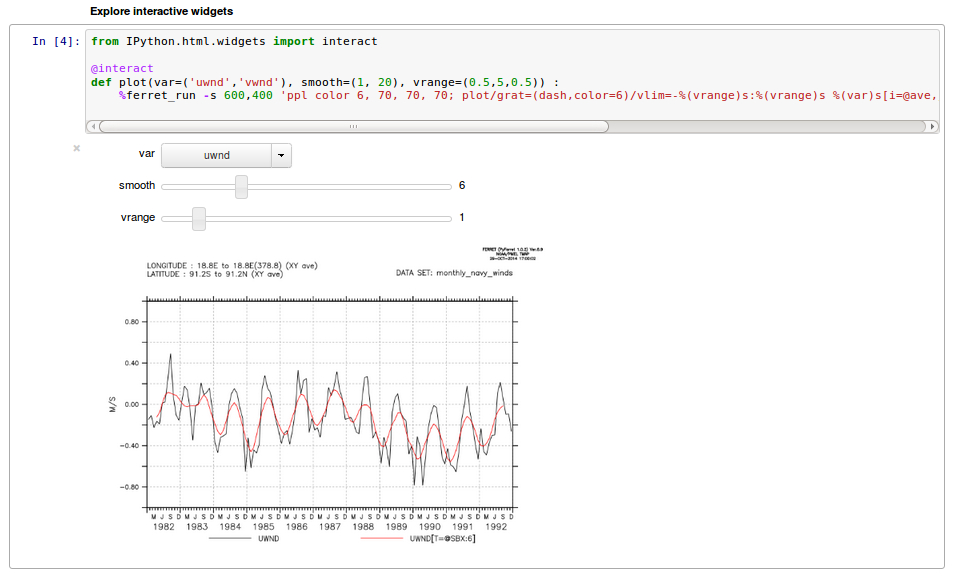 Explore interactive widgets
In [4]: from IPython.html.widgets import interact
@interact
def plot(var=('uwnd','vwnd'), smooth=(1, 20), vrange=(0.5,5,0.5)) :
%ferret_run -s 600,400 'ppl color 6, 70, 70, 70; plot/grat=(dash,color=6)/vlim=-%(vrange)s:%(vrange)s %(var)s[i=@ave,
var uwnd
smooth 6
vrange 1
FERRET (PyFerret 1.0.2) Ver.6.9
NOAA/PMEL TMAP
LONGITUDE : 18.8E to 18.8E(378.8) (XY ave)
LATITUDE : 91.2S to 91.2N (XY ave)
DATA SET: monthly_navy_winds
0.80
0.40
0.00
-0.40
-0.80
M/S
M J S D M J S D M J S D M J S D M J S D M J S D M J S D M J S D M J S D M J S D M J S D
1982 1983 1984 1985 1986 1987 1988 1989 1990 1991 1992
UWND UWND[T=@SBX:6]